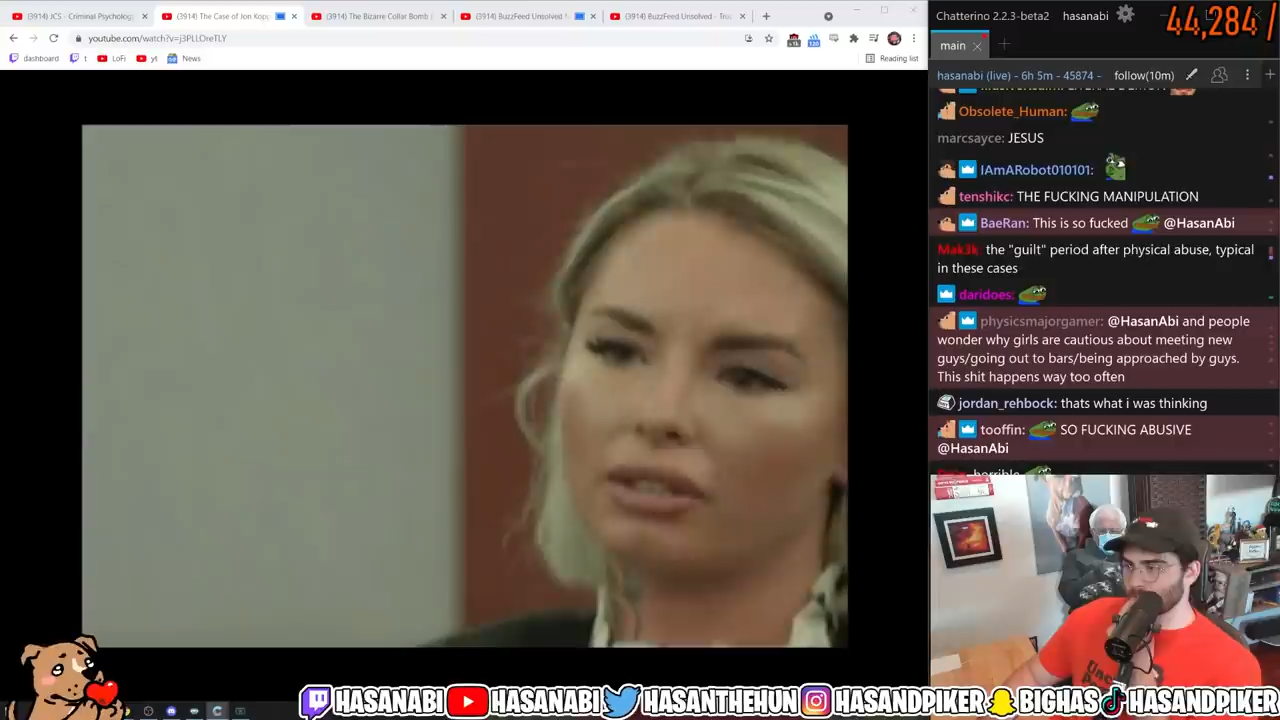 (3914) JCS - Criminal Psycholog
(3914) The Case of Jon Kopp
(3914) The Bizarre Collar Bomb
(3914) BuzzFeed Unsolved
(3914) BuzzFeed Unsolved - Tru
youtube.com/watch?v=j3PLLOreTLY
dashboard
t
LoFi
yt
News
Reading list
Chatterino 2.2.3-beta2
hasanabi
44,284 /
main
hasanabi (live) - 6h 5m - 45874 -
follow(10m)
Obsolete_Human:
marcsayce: JESUS
IAmARobot010101:
tenshikc: THE FUCKING MANIPULATION
BaeRan: This is so fucked @HasanAbi
Mak3k the "guilt" period after physical abuse, typical
in these cases
daridoes:
physicsmajorgamer: @HasanAbi and people
wonder why girls are cautious about meeting new
guys/going out to bars/being approached by guys.
This shit happens way too often
jordan_rehbock: thats what i was thinking
tooffin: SO FUCKING ABUSIVE
@HasanAbi
horrible
HASANABI
HASANABI
HASANTHEHUN
HASANDPIKER
BIGHAS
HASANDPIKER